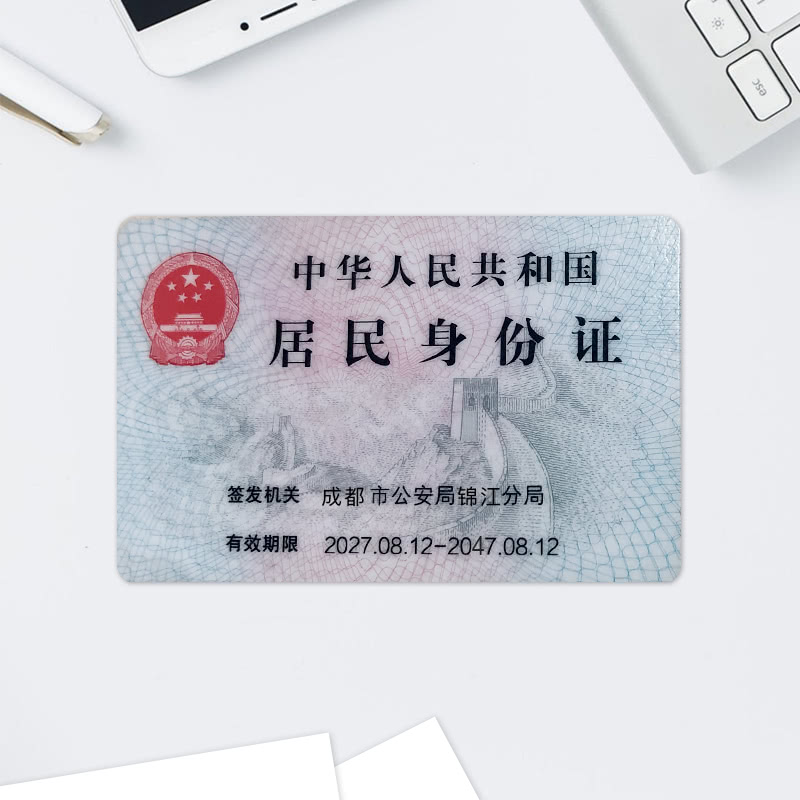 esc
中华人民共和国
居民身份证
签发机关 成都市公安局锦江分局
有效期限 2027.08.12-2047.08.12